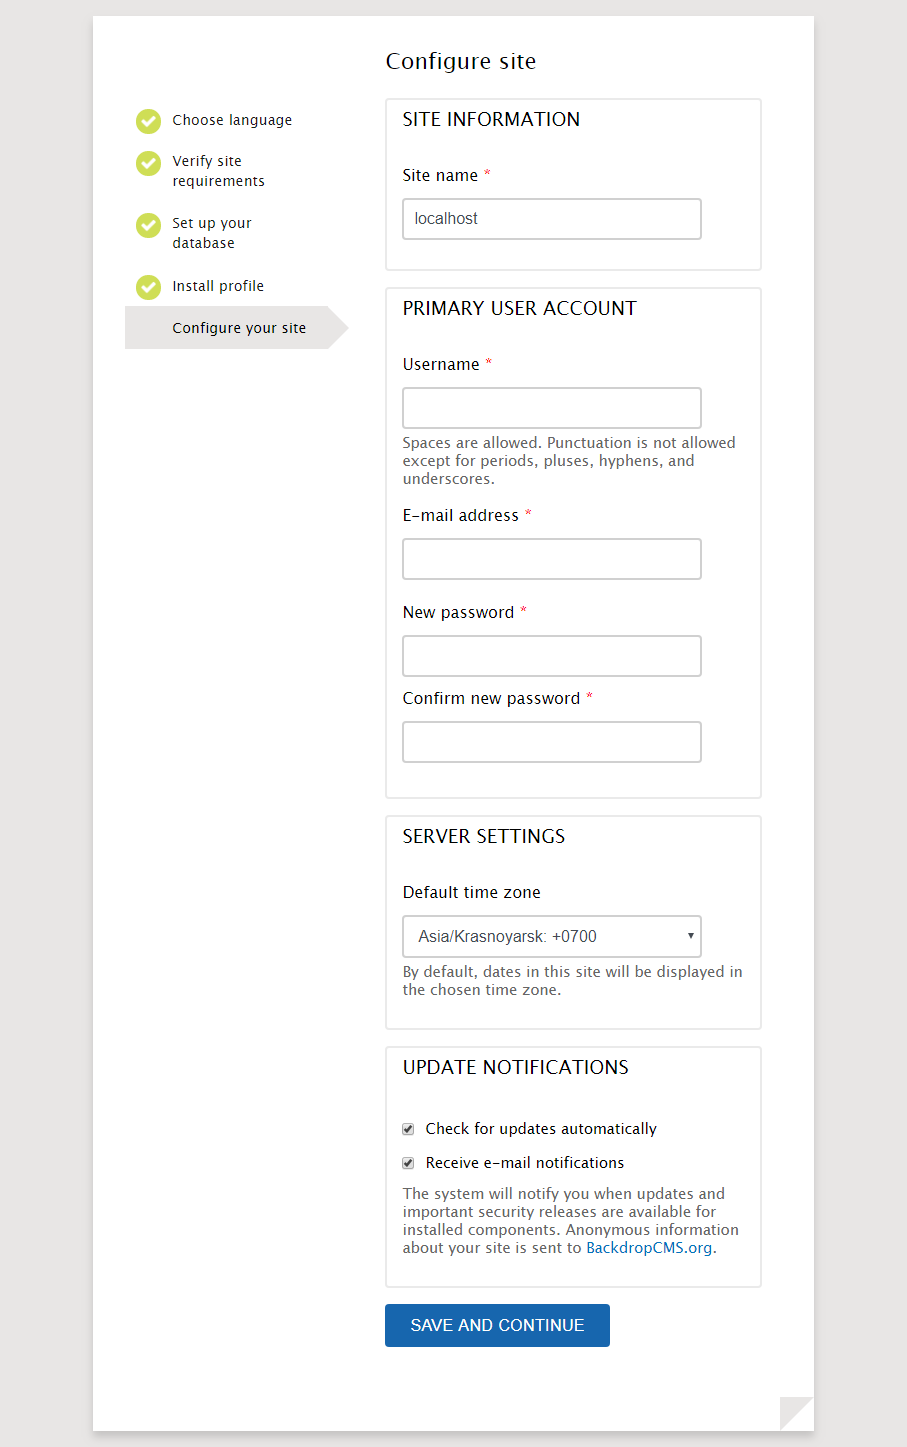 Configure site
Choose language
Verify site
requirements
Set up your
database
Install profile
Configure your site
SITE INFORMATION
Site name *
localhost
PRIMARY USER ACCOUNT
Username *
Spaces are allowed. Punctuation is not allowed
except for periods, pluses, hyphens, and
underscores.
E-mail address *
New password *
Confirm new password *
SERVER SETTINGS
Default time zone
Asia/Krasnoyarsk: +0700
By default, dates in this site will be displayed in
the chosen time zone.
UPDATE NOTIFICATIONS
Check for updates automatically
Receive e-mail notifications
The system will notify you when updates and
important security releases are available for
installed components. Anonymous information
about your site is sent to BackdropCMS.org.
SAVE AND CONTINUE